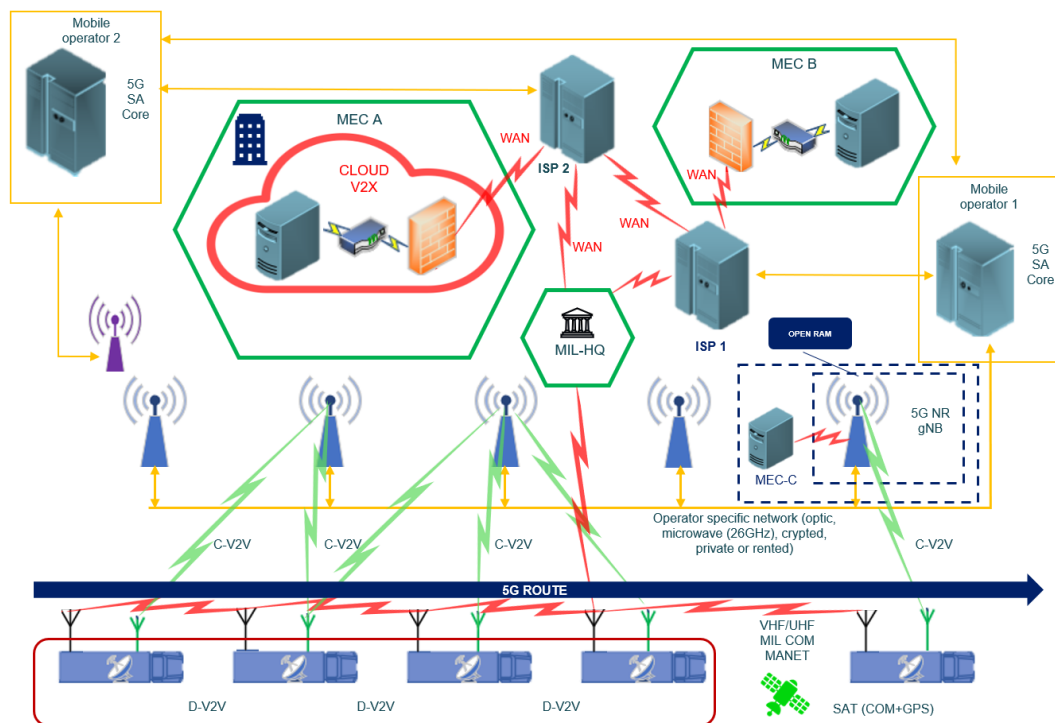 Mobile
operator 2
5G
SA
Core
MEC A
CLOUD
V2X
WAN
ISP 2
MEC B
WAN
WAN
WAN
Mobile
operator 1
5G
SA
Core
ISP 1
MIL-HQ
OPEN RAM
5G NR
gNB
MEC-C
Operator specific network (optic,
microwave (26GHz), crypted,
private or rented)
C-V2V
C-V2V
C-V2V
C-V2V
5G ROUTE
VHF/UHF
MIL COM
MANET
D-V2V
D-V2V
D-V2V
SAT (COM+GPS)